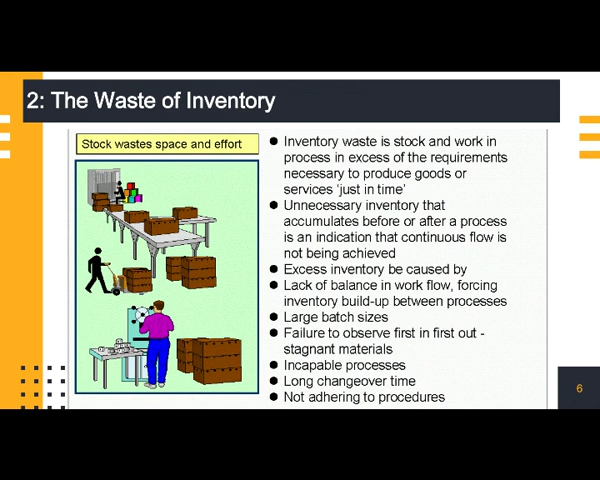 2: The Waste of Inventory
Stock wastes space and effort
Inventory waste is stock and work in
process in excess of the requirements
necessary to produce goods or
services ‘just in time’
Unnecessary inventory that
accumulates before or after a process
is an indication that continuous flow is
not being achieved
Excess inventory be caused by
Lack of balance in work flow, forcing
inventory build-up between processes
Large batch sizes
Failure to observe first in first out -
stagnant materials
Incapable processes
Long changeover time
Not adhering to procedures
6